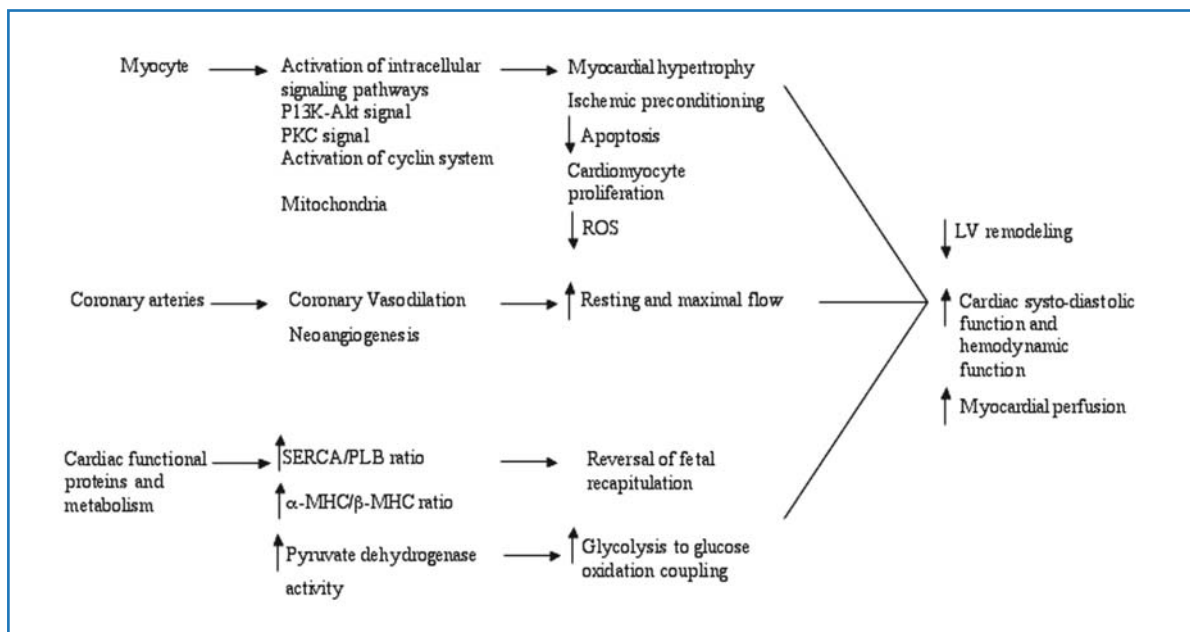 Myocyte
Activation of intracellular
signaling pathways
P13K-Akt signal
PKC signal
Activation of cyclin system
Mitochondria
Myocardial hypertrophy
Ischemic preconditioning
Apoptosis
Cardiomyocyte
proliferation
ROS
Coronary arteries
Coronary Vasodilation
Neoangiogenesis
Resting and maximal flow
Cardiac functional
proteins and
metabolism
SERCA/PLB ratio
α-MHC/β-MHC ratio
Pyruvate dehydrogenase
activity
Reversal of fetal
recapitulation
Glycolysis to glucose
oxidation coupling
LV remodeling
Cardiac systo-diastolic
function and
hemodynamic
function
Myocardial perfusion